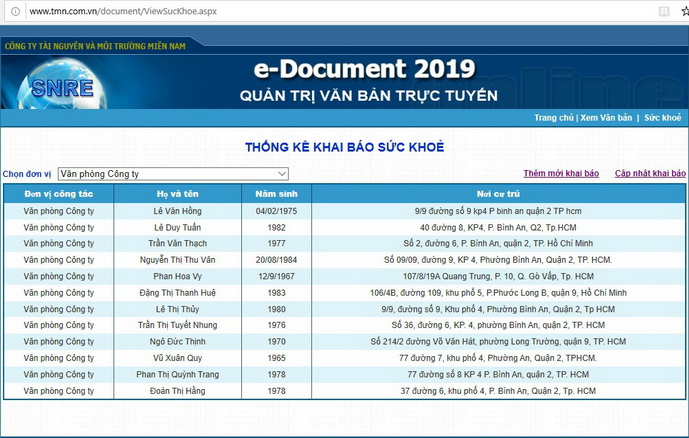 www.tmn.com.vn/document/ViewSucKhoe.aspx
CÔNG TY TÀI NGUYÊN VÀ MÔI TRƯỜNG MIỀN NAM
SNRE
e-Document 2019
QUẢN TRỊ VĂN BẢN TRỰC TUYẾN
Trang chủ | Xem Văn bản | Sức khoẻ
THỐNG KÊ KHAI BÁO SỨC KHOẺ
Chọn đơn vị Văn phòng Công ty Thêm mới khai báo Cập nhật khai báo
Đơn vị công tác Họ và tên Năm sinh Nơi cư trú
Văn phòng Công ty Lê Văn Hồng 04/02/1975 9/9 đường số 9 kp4 P binh an quận 2 TP hcm
Văn phòng Công ty Lê Duy Tuấn 1982 40 đường 8, KP4, P. Bình An, Q2, Tp.HCM
Văn phòng Công ty Trần Văn Thạch 1977 Số 2, đường 6, P. Bình An, quận 2, TP. Hồ Chí Minh
Văn phòng Công ty Nguyễn Thị Thu Vân 20/08/1984 Số 09/09, đường 9, KP 4, Phường Bình An, Quận 2, TP. HCM.
Văn phòng Công ty Phan Hoa Vy 12/9/1967 107/8/19A Quang Trung, P. 10, Q. Gò Vấp, Tp. HCM
Văn phòng Công ty Đặng Thị Thanh Huệ 1983 106/4B, đường 109, khu phố 5, P.Phước Long B, quận 9, Hồ Chí Minh
Văn phòng Công ty Lê Thị Thủy 1980 9/9, đường số 9, Khu phố 4, Phường Bình An, Quận 2, Tp HCM
Văn phòng Công ty Trần Thị Tuyết Nhung 1976 Số 36, đường 6, KP. 4, phường Bình An, quận 2, TP. HCM
Văn phòng Công ty Ngô Đức Thịnh 1970 Số 214/2 đường Võ Văn Hát, phường Long Trường, quận 9, TP. HCM
Văn phòng Công ty Vũ Xuân Quy 1965 77 đường 7, khu phố 4, Phường An, Quận 2, TPHCM.
Văn phòng Công ty Phan Thị Quỳnh Trang 1978 77 đường số 8 KP 4 P. Bình An, quận 2, TP. HCM
Văn phòng Công ty Đoàn Thị Hằng 1978 37 đường 6, khu phố 4, P. Bình An, Quận 2, Tp. HCM